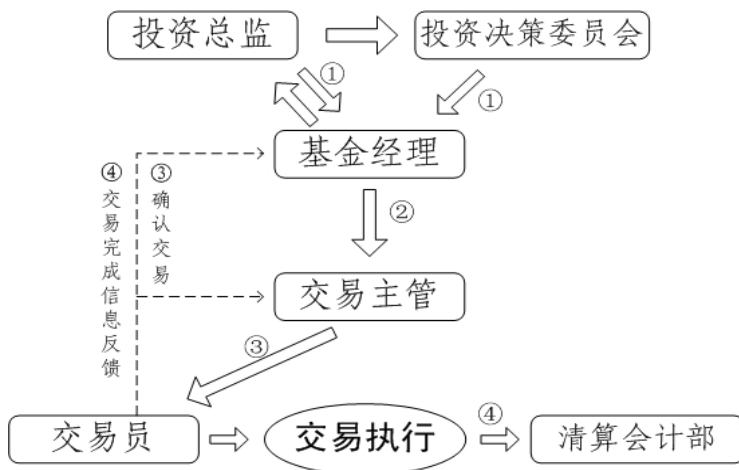 投资总监
投资决策委员会
①
①
基金经理
④交易完成信息反馈
③确认交易
②
交易主管
③
交易员
交易执行
④
清算会计部